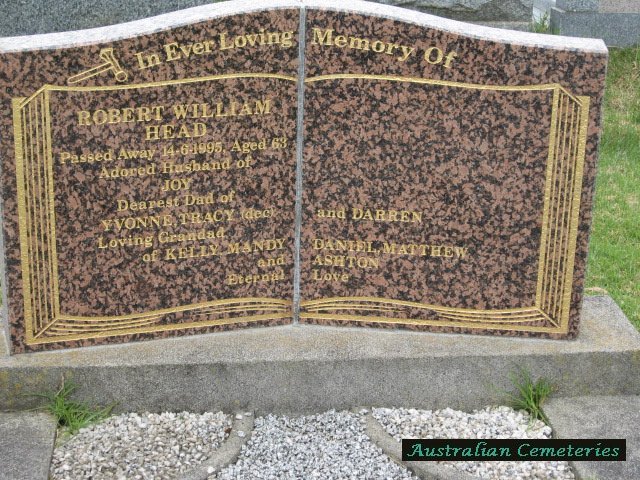 In Ever Loving Memory Of
ROBERT WILLIAM
HEAD
Passed Away 14·6·1995, Aged 63
Adored Husband of
JOY
Dearest Dad of
YVONNE, TRACY (dec) and DARREN
Loving Grandad
of KELLY, MANDY DANIEL, MATTHEW
and ASHTON
Eternal Love
Australian Cemeteries